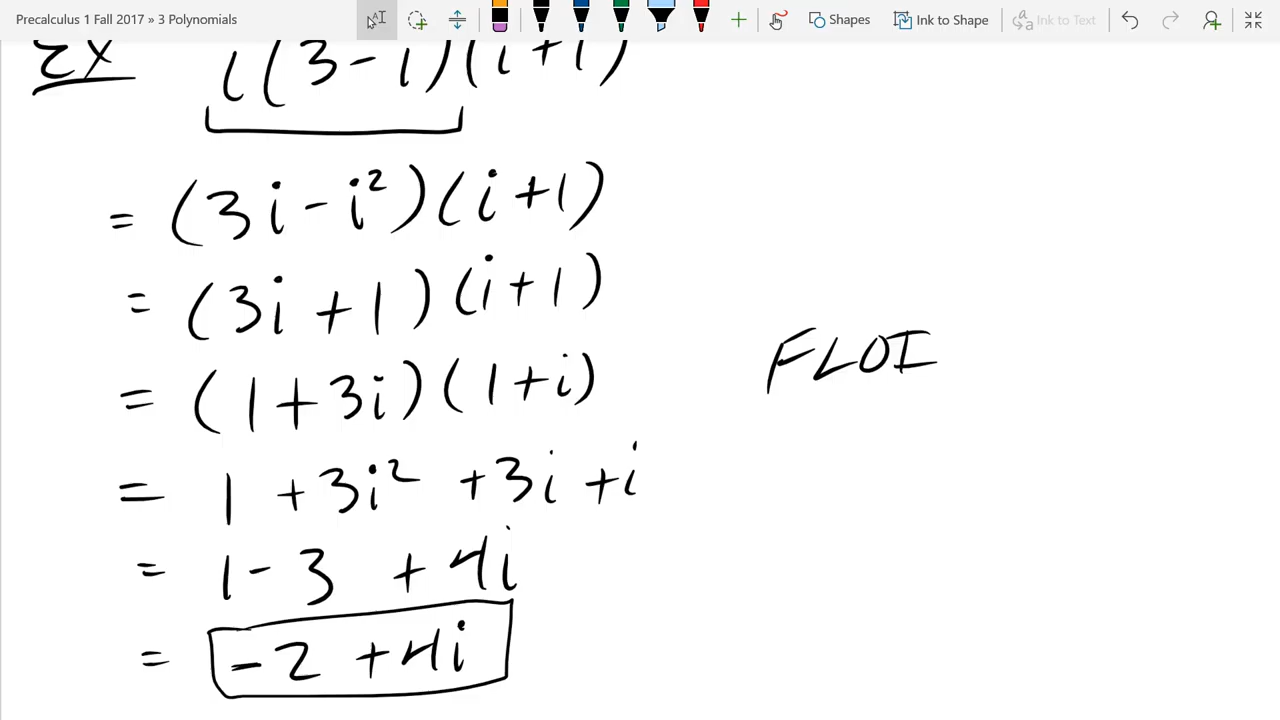 Precalculus 1 Fall 2017 » 3 Polynomials
Shapes
Ink to Shape
Ink to Text
Ex i(3-i)(i+1)
= (3i - i²)(i+1)
= (3i + 1)(i+1)
= (1+3i)(1+i)
FLOI
= 1 + 3i² + 3i + i
= 1 - 3 + 4i
= -2 + 4i